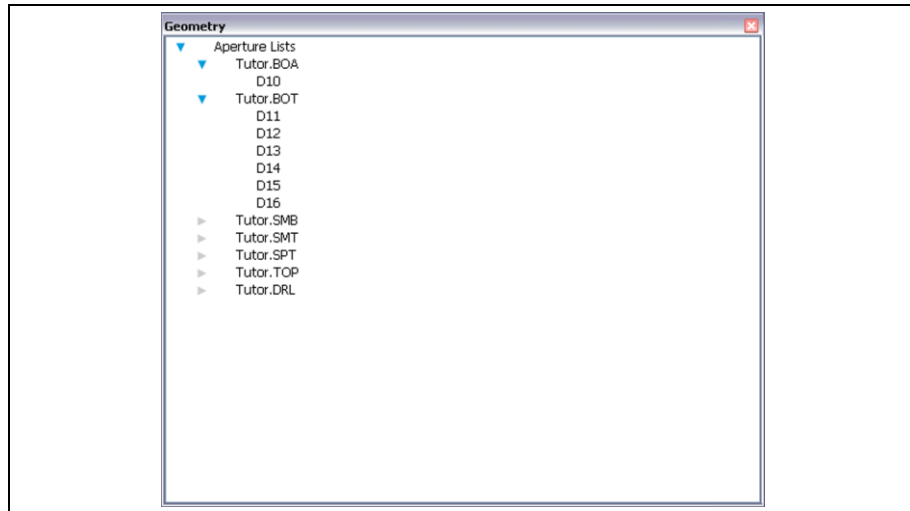 Geometry
Aperture Lists
Tutor.BOA
D10
Tutor.BOT
D11
D12
D13
D14
D15
D16
Tutor.SMB
Tutor.SMT
Tutor.SPT
Tutor.TOP
Tutor.DRL